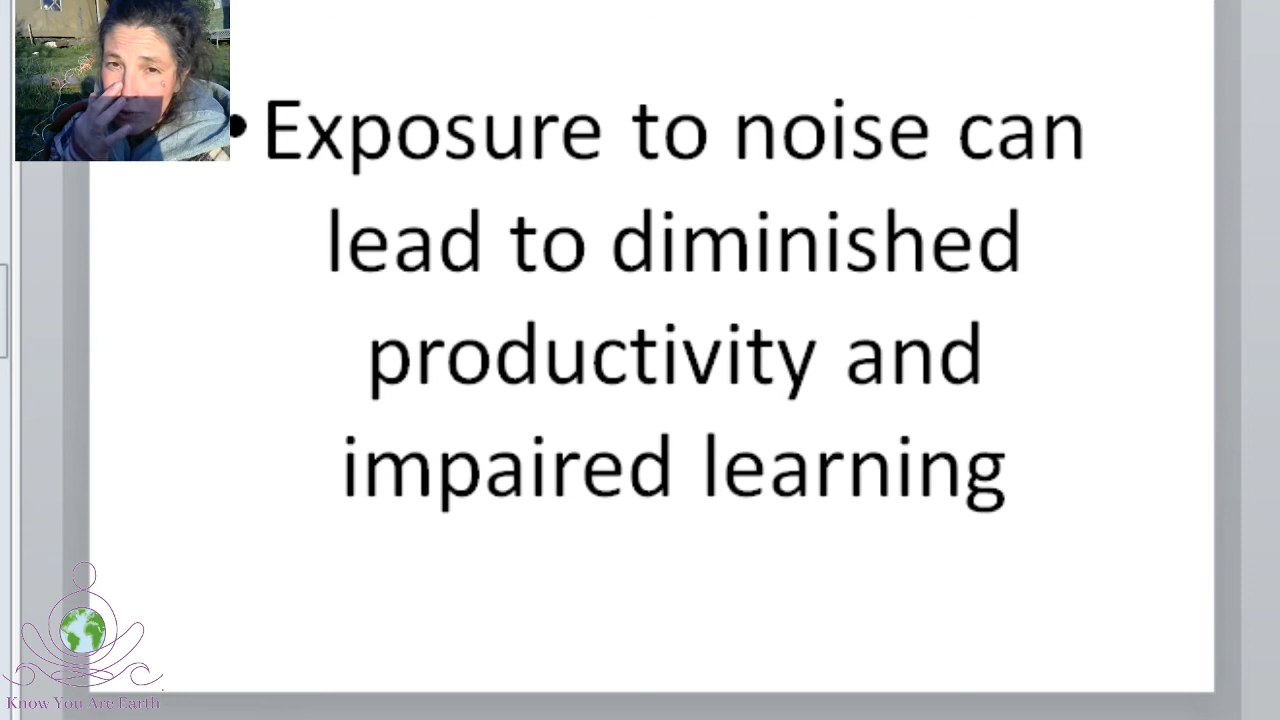 • Exposure to noise can
lead to diminished
productivity and
impaired learning
Know You Are Earth